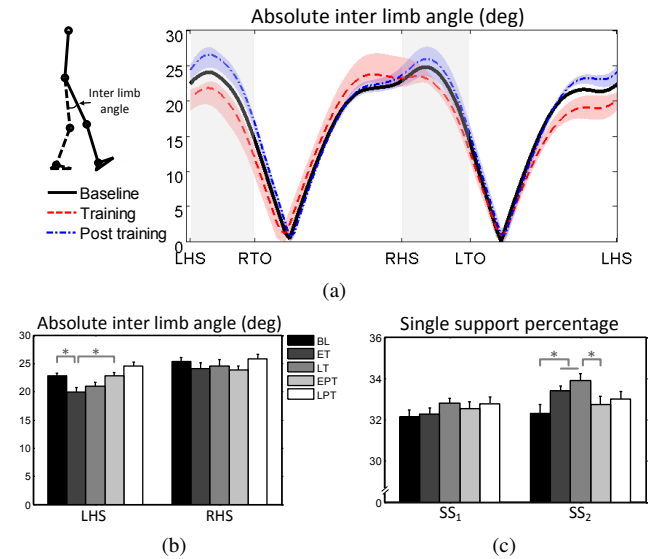 Absolute inter limb angle (deg)
Inter limb
angle
Baseline
Training
Post training
30
25
20
15
10
5
0
LHS RTO RHS LTO LHS
(a)
Absolute inter limb angle (deg)
30
25
20
15
10
5
0
* *
LHS RHS
(b)
BL
ET
LT
EPT
LPT
Single support percentage
36
34
32
0
* *
SS₁ SS₂
(c)